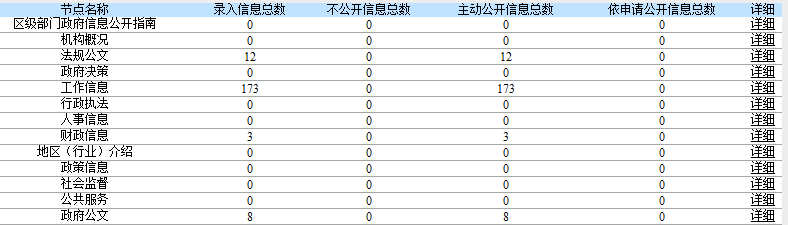 节点名称 录入信息总数 不公开信息总数 主动公开信息总数 依申请公开信息总数 详细
区级部门政府信息公开指南 0 0 0 0 详细
机构概况 0 0 0 0 详细
法规公文 12 0 12 0 详细
政府决策 0 0 0 0 详细
工作信息 173 0 173 0 详细
行政执法 0 0 0 0 详细
人事信息 0 0 0 0 详细
财政信息 3 0 3 0 详细
地区（行业）介绍 0 0 0 0 详细
政策信息 0 0 0 0 详细
社会监督 0 0 0 0 详细
公共服务 0 0 0 0 详细
政府公文 8 0 8 0 详细